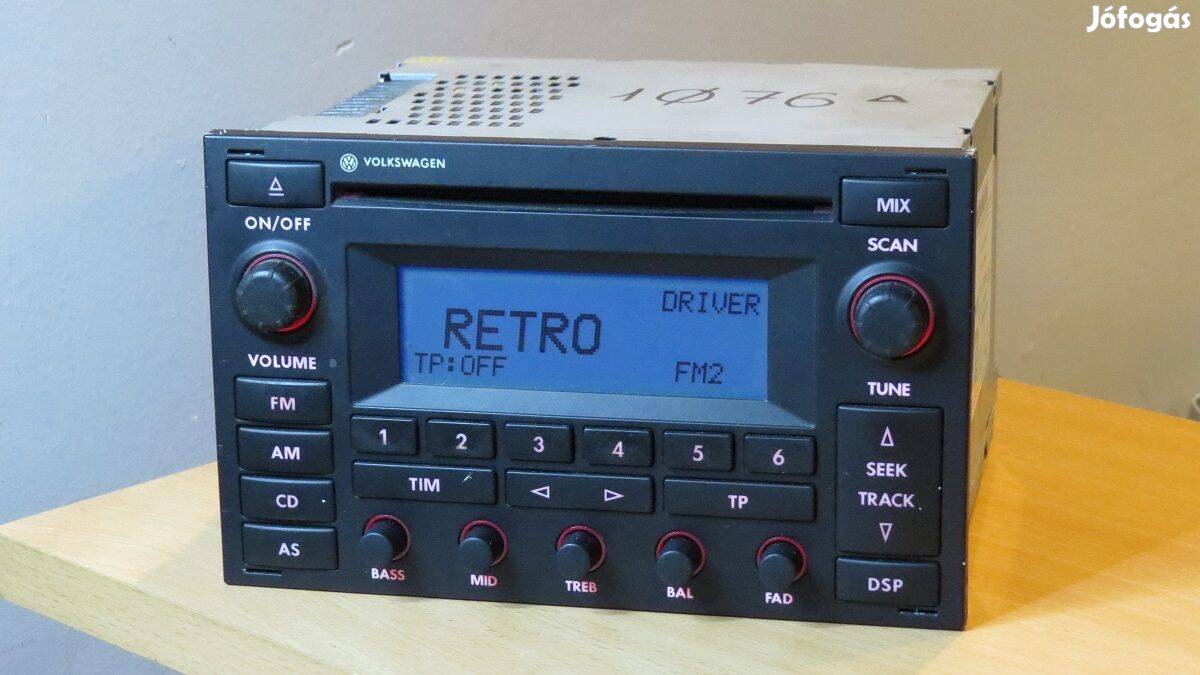 Jófogás
1Ø76
VOLKSWAGEN
MIX
ON/OFF
SCAN
DRIVER
RETRO
TP:OFF
FM2
VOLUME
TUNE
FM
1 2 3 4 5 6
AM
SEEK
TIM
TP
TRACK
CD
AS
BASS MID TREB BAL FAD
DSP